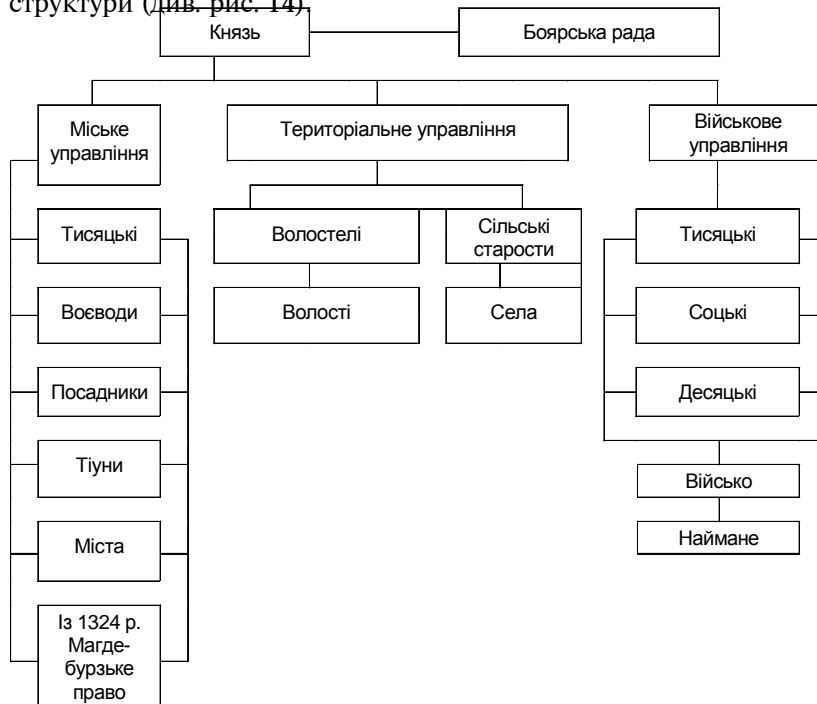 структури (див. рис. 14).
Князь
Боярська рада
Міське
управління
Територіальне управління
Військове
управління
Тисяцькі
Волостелі
Сільські
старости
Тисяцькі
Воєводи
Волості
Села
Соцькі
Посадники
Десяцькі
Тіуни
Військо
Міста
Наймане
Із 1324 р.
Магде-
бурзьке
право